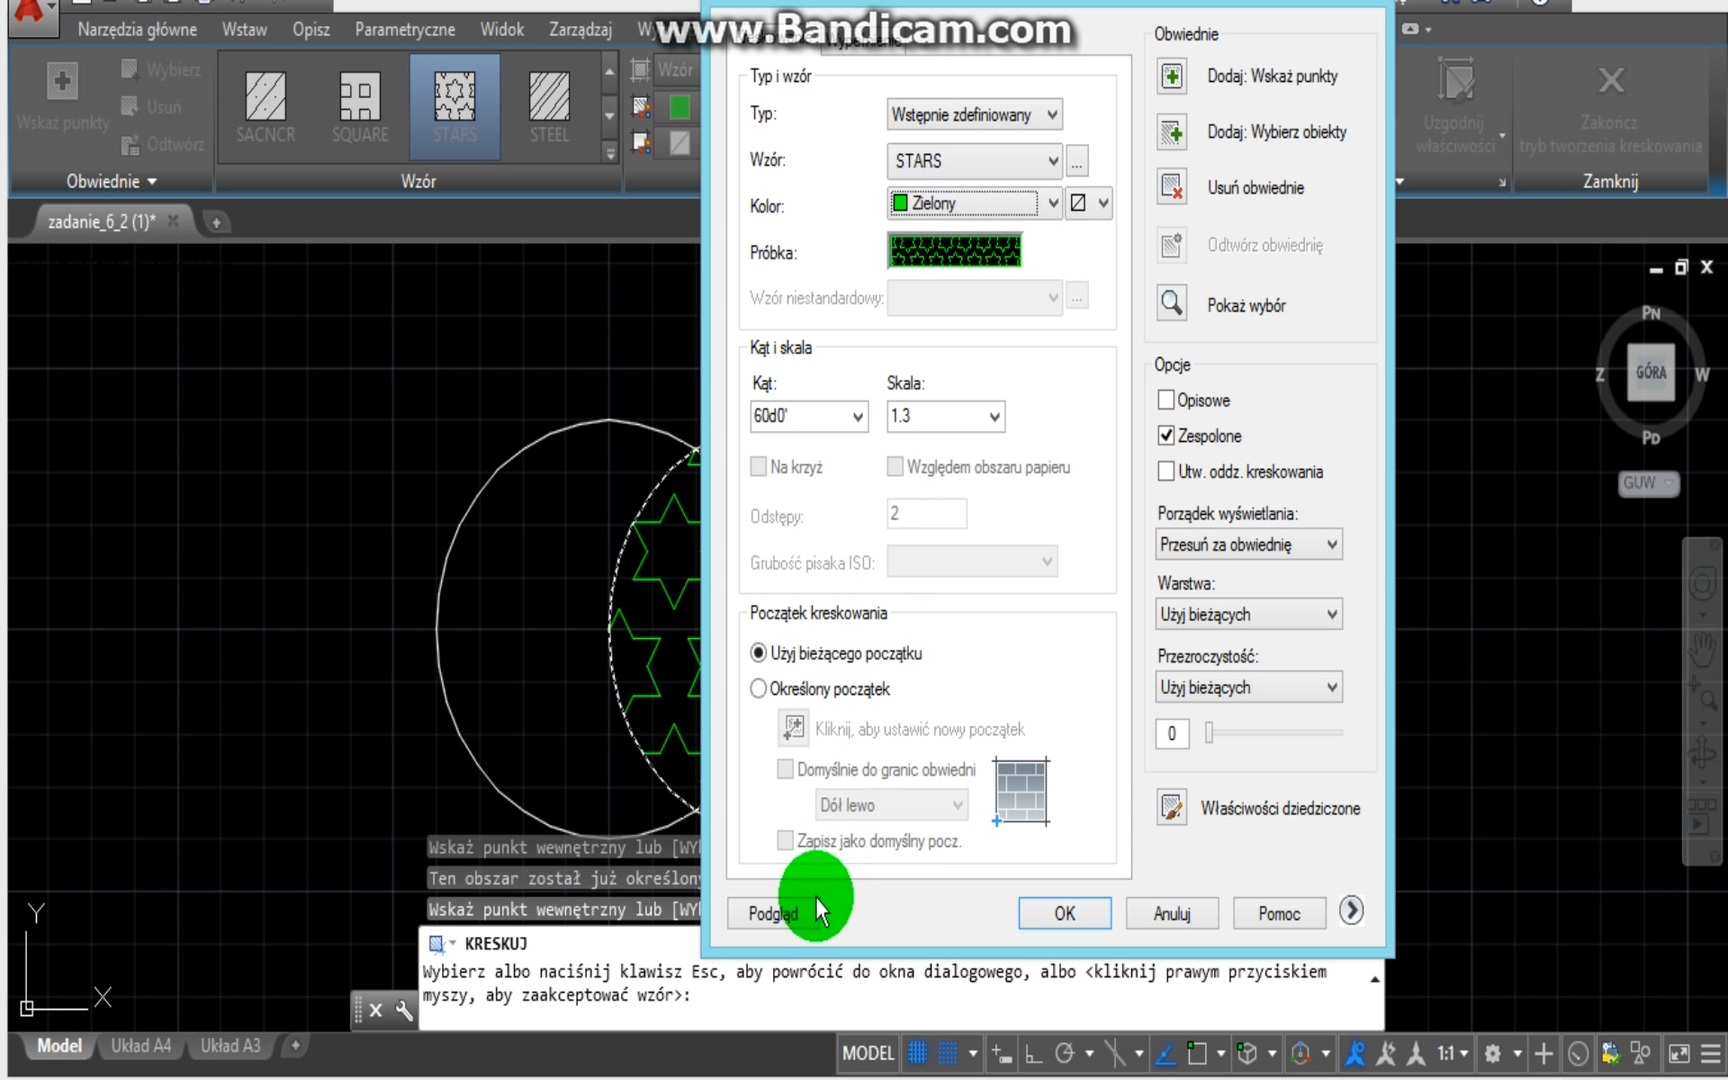 www.Bandicam.com
Narzędzia główne Wstaw Opisz Parametryczne Widok Zarządzaj
Wypełnienie
Wskaż punkty
Wybierz
Usuń
Odtwórz
Obwiednie
SACNCR SQUARE STARS STEEL
Wzór
Wzór
Uzgodnij
właściwości
Zakończ
tryb tworzenia kreskowania
Zamknij
zadanie_6_2 (1)*
Typ i wzór
Typ: Wstępnie zdefiniowany
Wzór: STARS ...
Kolor: Zielony
Próbka:
Wzór niestandardowy: ...
Kąt i skala
Kąt: Skala:
60d0' 1.3
Na krzyż Względem obszaru papieru
Odstępy: 2
Grubość pisaka ISO:
Początek kreskowania
Użyj bieżącego początku
Określony początek
Kliknij, aby ustawić nowy początek
Domyślnie do granic obwiedni
Dół lewo
Zapisz jako domyślny pocz.
Podgląd OK Anuluj Pomoc
Obwiednie
Dodaj: Wskaż punkty
Dodaj: Wybierz obiekty
Usuń obwiednie
Odtwórz obwiednię
Pokaż wybór
Opcje
Opisowe
Zespolone
Utw. oddz. kreskowania
Porządek wyświetlania:
Przesuń za obwiednię
Warstwa:
Użyj bieżących
Przezroczystość:
Użyj bieżących
0
Właściwości dziedziczone
PN
Z GÓRA W
PD
GUW
Wskaż punkt wewnętrzny lub [WY
Ten obszar został już określony
Wskaż punkt wewnętrzny lub [WY
KRESKUJ
Wybierz albo naciśnij klawisz Esc, aby powrócić do okna dialogowego, albo <kliknij prawym przyciskiem
myszy, aby zaakceptować wzór>:
Y
X
Model Układ A4 Układ A3 +
MODEL 1:1